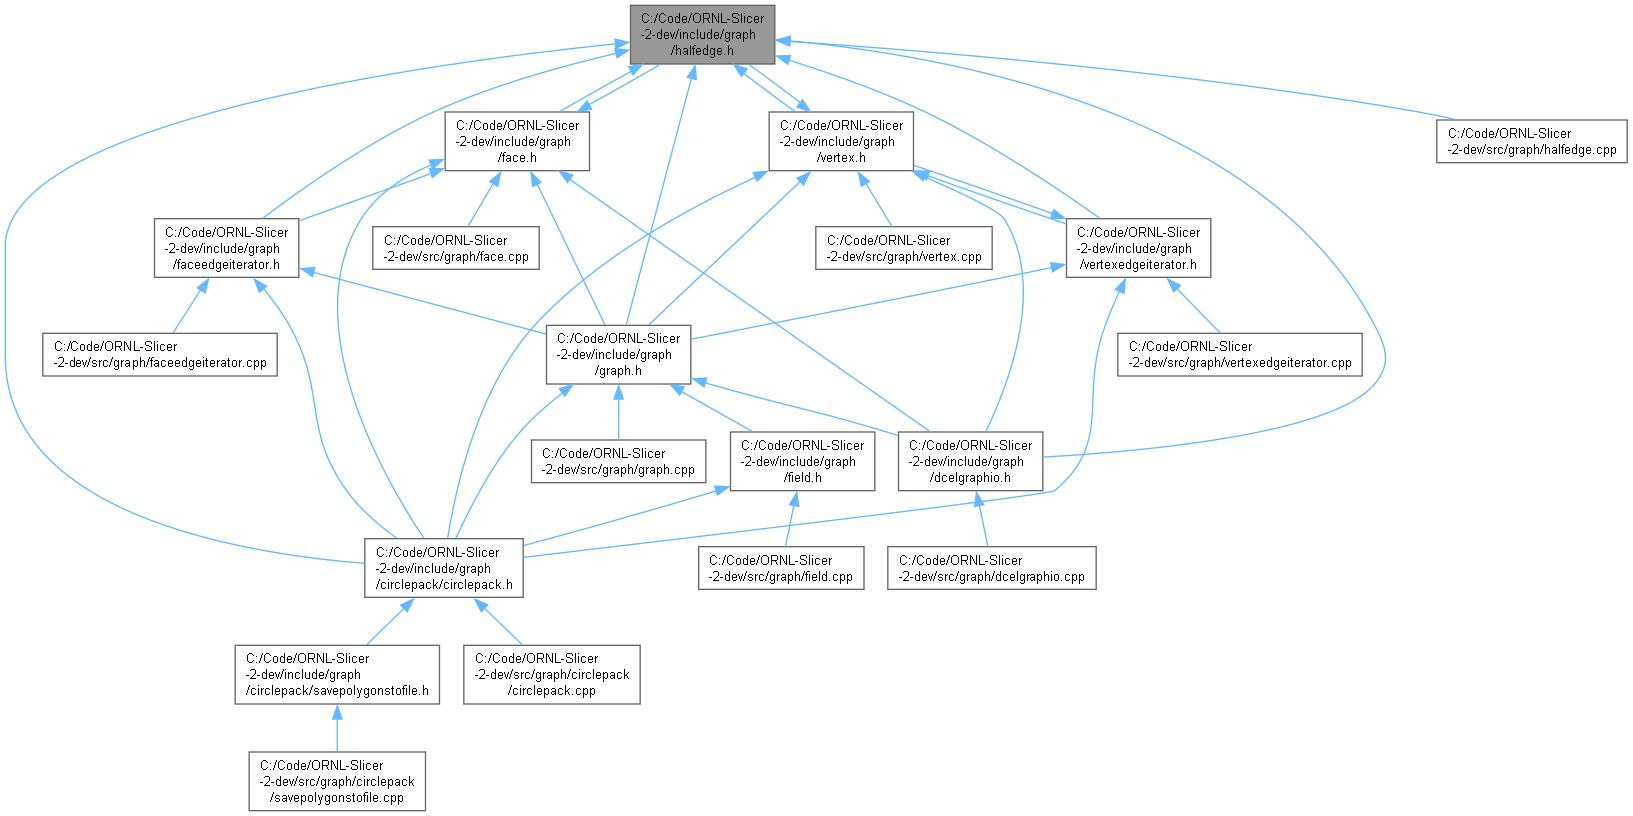 C:/Code/ORNL-Slicer
-2-dev/include/graph
/halfedge.h
C:/Code/ORNL-Slicer
-2-dev/include/graph
/face.h
C:/Code/ORNL-Slicer
-2-dev/include/graph
/vertex.h
C:/Code/ORNL-Slicer
-2-dev/src/graph/halfedge.cpp
C:/Code/ORNL-Slicer
-2-dev/include/graph
/faceedgeiterator.h
C:/Code/ORNL-Slicer
-2-dev/src/graph/face.cpp
C:/Code/ORNL-Slicer
-2-dev/src/graph/vertex.cpp
C:/Code/ORNL-Slicer
-2-dev/include/graph
/vertexedgeiterator.h
C:/Code/ORNL-Slicer
-2-dev/src/graph/faceedgeiterator.cpp
C:/Code/ORNL-Slicer
-2-dev/include/graph
/graph.h
C:/Code/ORNL-Slicer
-2-dev/src/graph/vertexedgeiterator.cpp
C:/Code/ORNL-Slicer
-2-dev/src/graph/graph.cpp
C:/Code/ORNL-Slicer
-2-dev/include/graph
/field.h
C:/Code/ORNL-Slicer
-2-dev/include/graph
/dcelgraphio.h
C:/Code/ORNL-Slicer
-2-dev/include/graph
/circlepack/circlepack.h
C:/Code/ORNL-Slicer
-2-dev/src/graph/field.cpp
C:/Code/ORNL-Slicer
-2-dev/src/graph/dcelgraphio.cpp
C:/Code/ORNL-Slicer
-2-dev/include/graph
/circlepack/savepolygonstofile.h
C:/Code/ORNL-Slicer
-2-dev/src/graph/circlepack
/circlepack.cpp
C:/Code/ORNL-Slicer
-2-dev/src/graph/circlepack
/savepolygonstofile.cpp